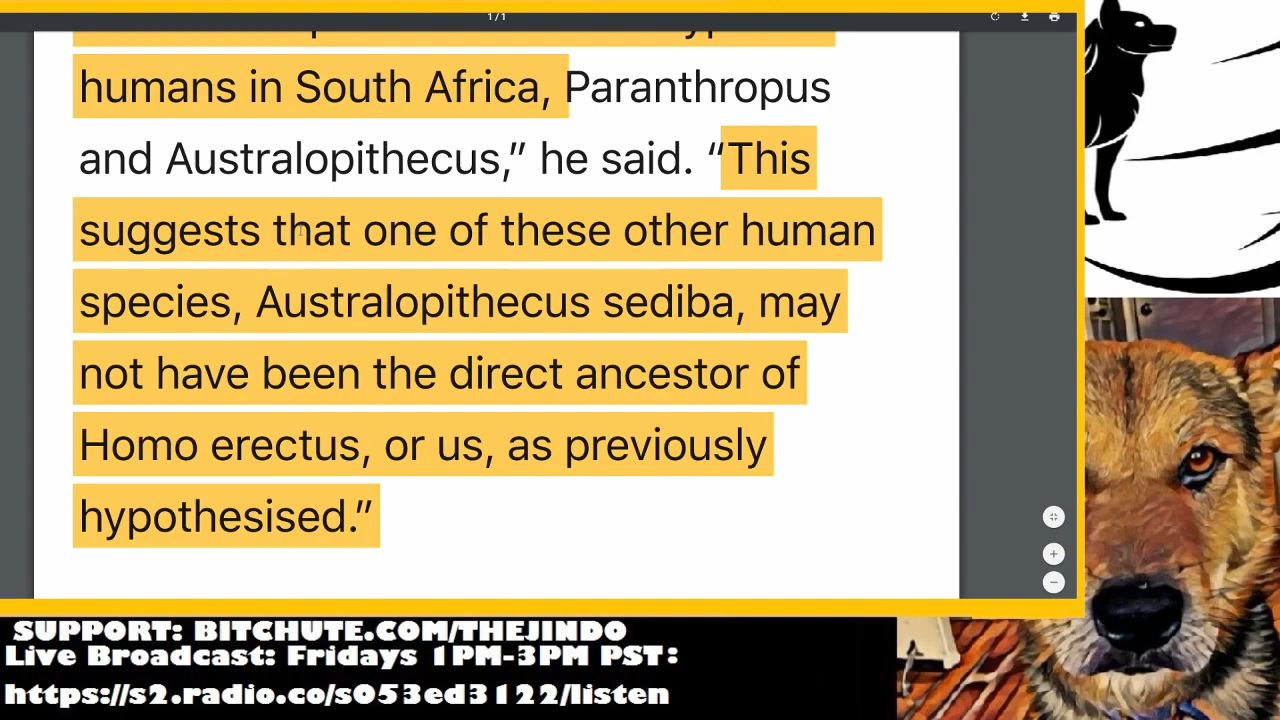 1/1
humans in South Africa, Paranthropus
and Australopithecus,” he said. “This
suggests that one of these other human
species, Australopithecus sediba, may
not have been the direct ancestor of
Homo erectus, or us, as previously
hypothesised.”
SUPPORT: BITCHUTE.COM/THEJINDO
Live Broadcast: Fridays 1PM-3PM PST:
https://s2.radio.co/s053ed3122/listen